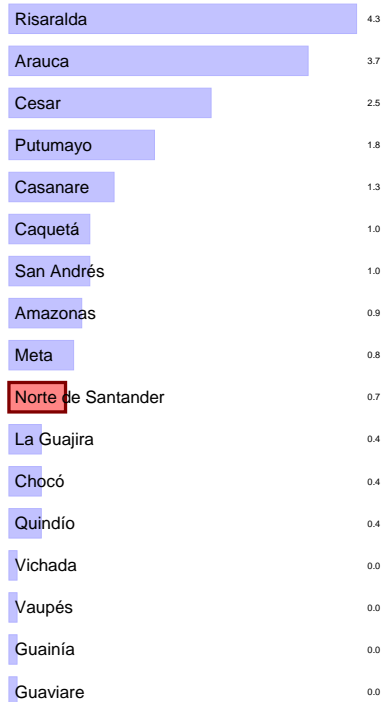 Risaralda 4.3
Arauca 3.7
Cesar 2.5
Putumayo 1.8
Casanare 1.3
Caquetá 1.0
San Andrés 1.0
Amazonas 0.9
Meta 0.8
Norte de Santander 0.7
La Guajira 0.4
Chocó 0.4
Quindío 0.4
Vichada 0.0
Vaupés 0.0
Guainía 0.0
Guaviare 0.0